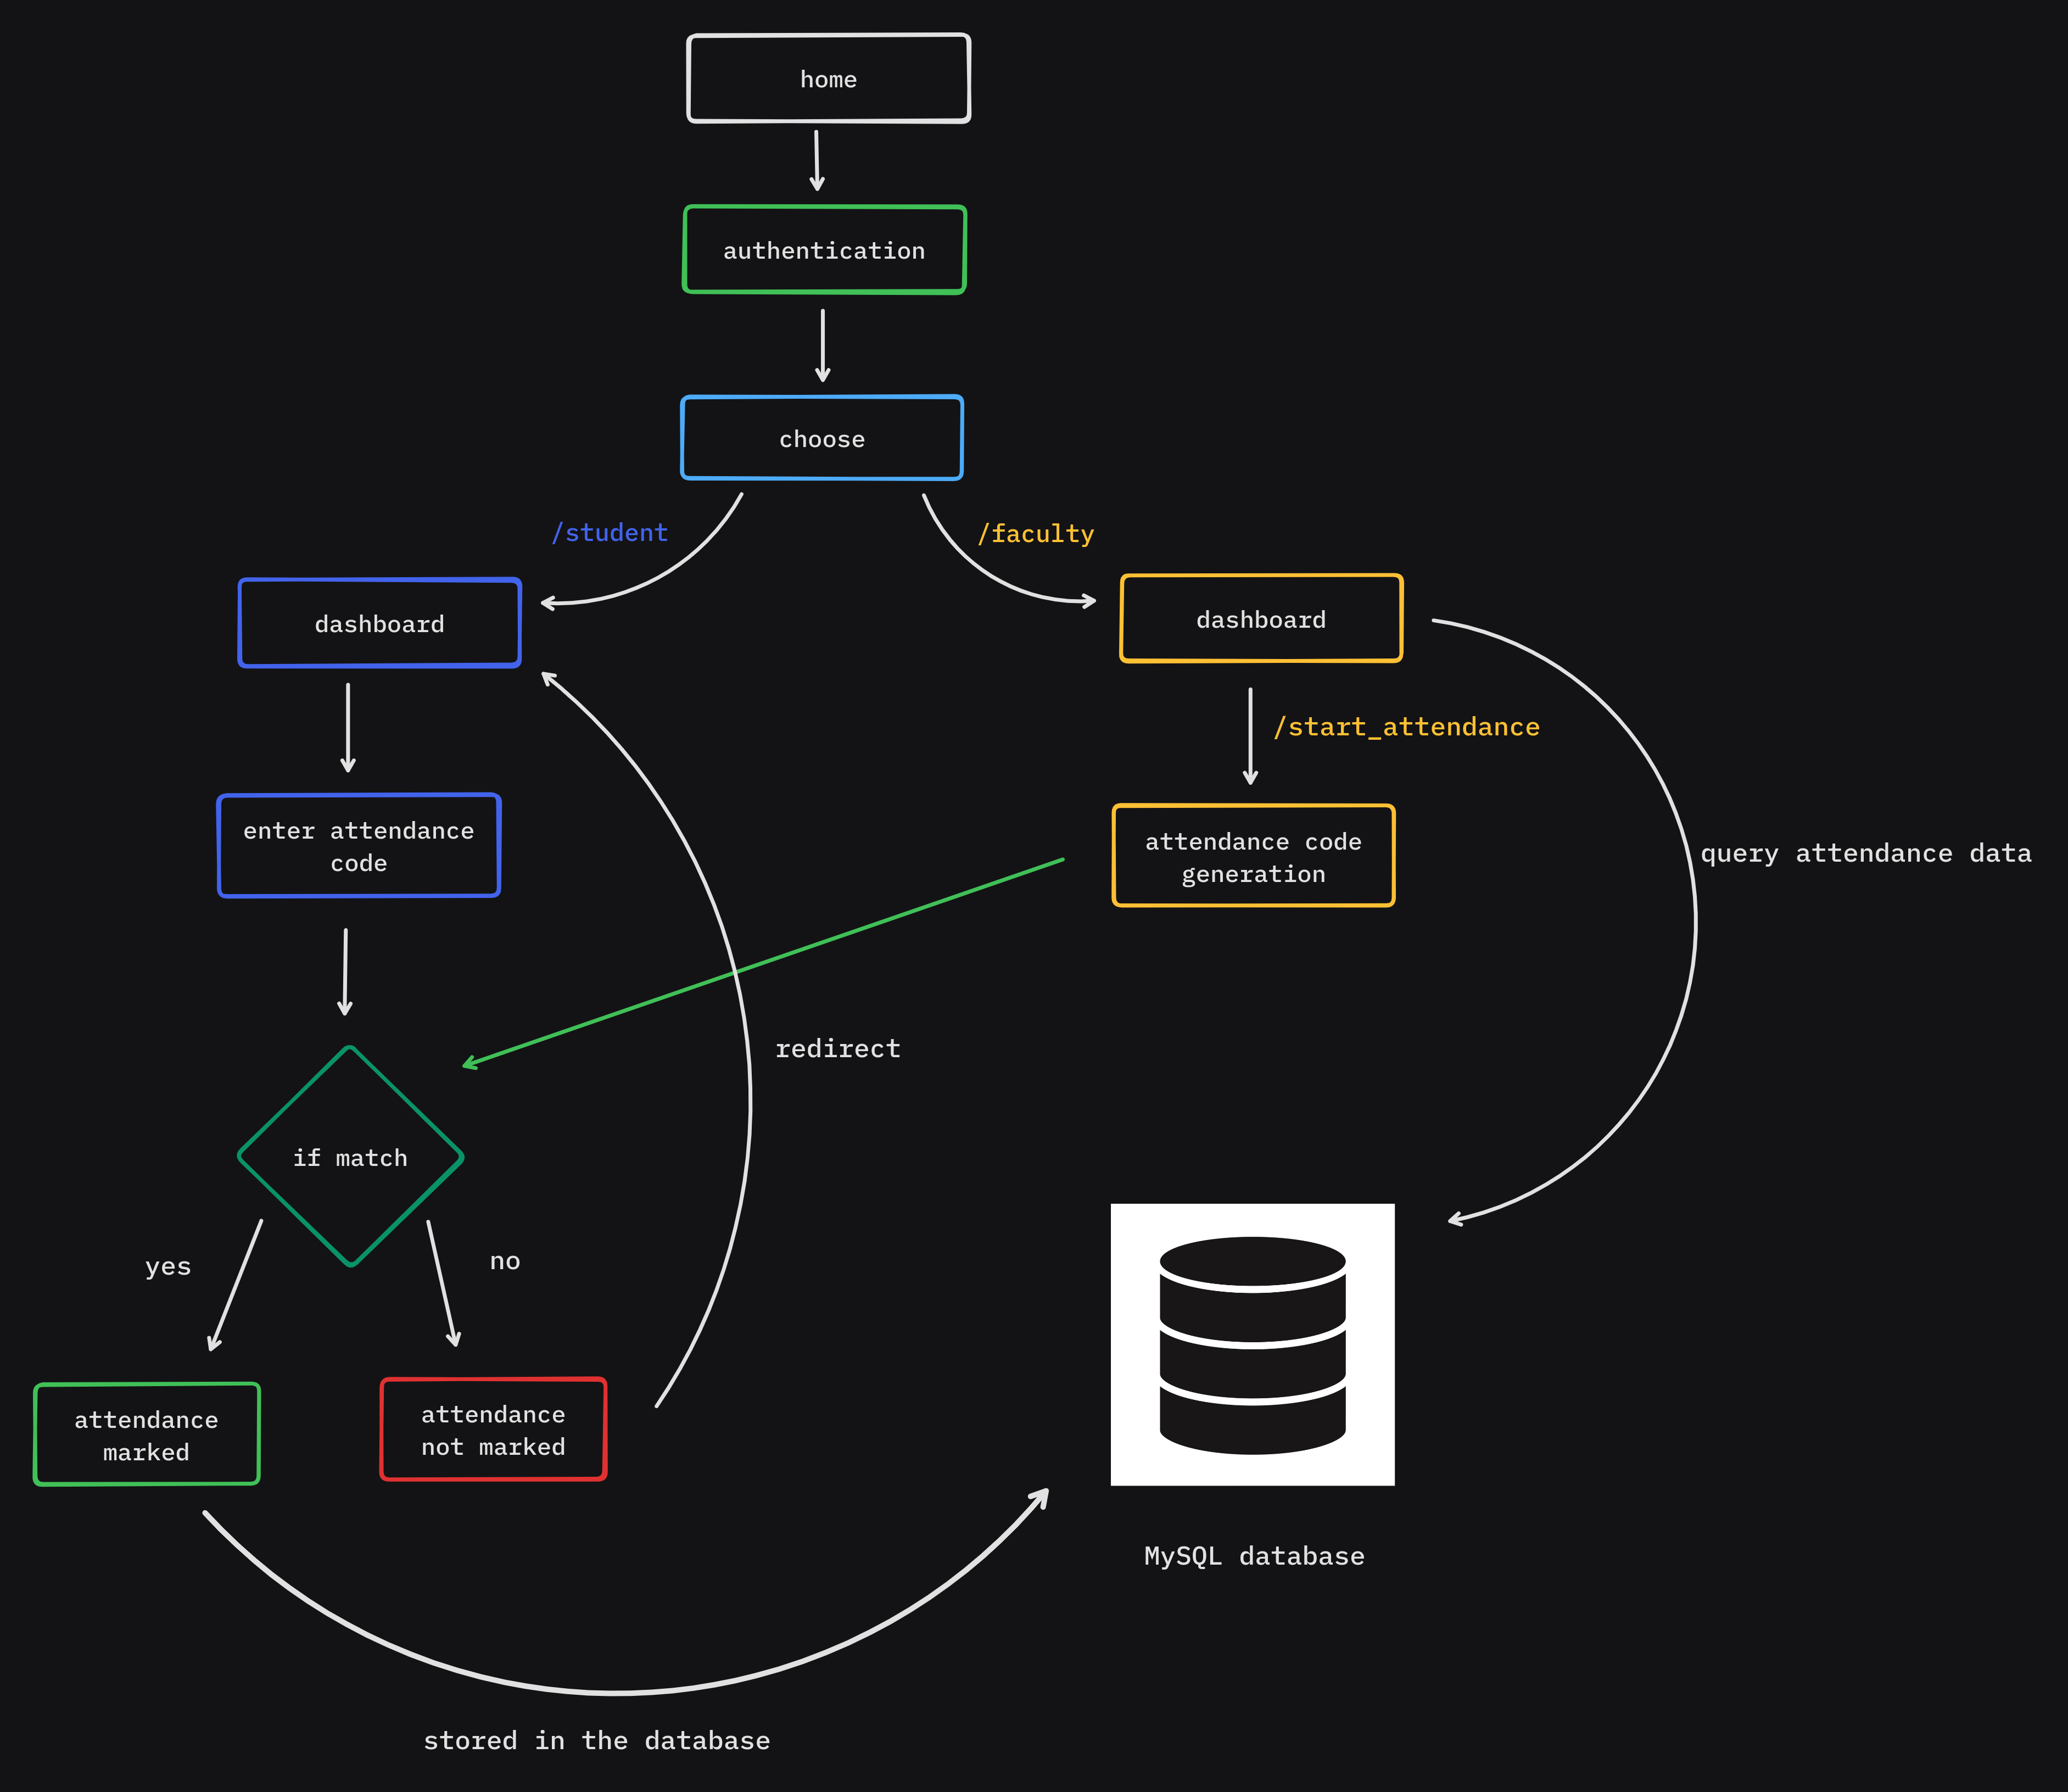 home
authentication
choose
/student
/faculty
dashboard
dashboard
/start_attendance
enter attendance
code
attendance code
generation
query attendance data
redirect
if match
yes
no
attendance
marked
attendance
not marked
MySQL database
stored in the database